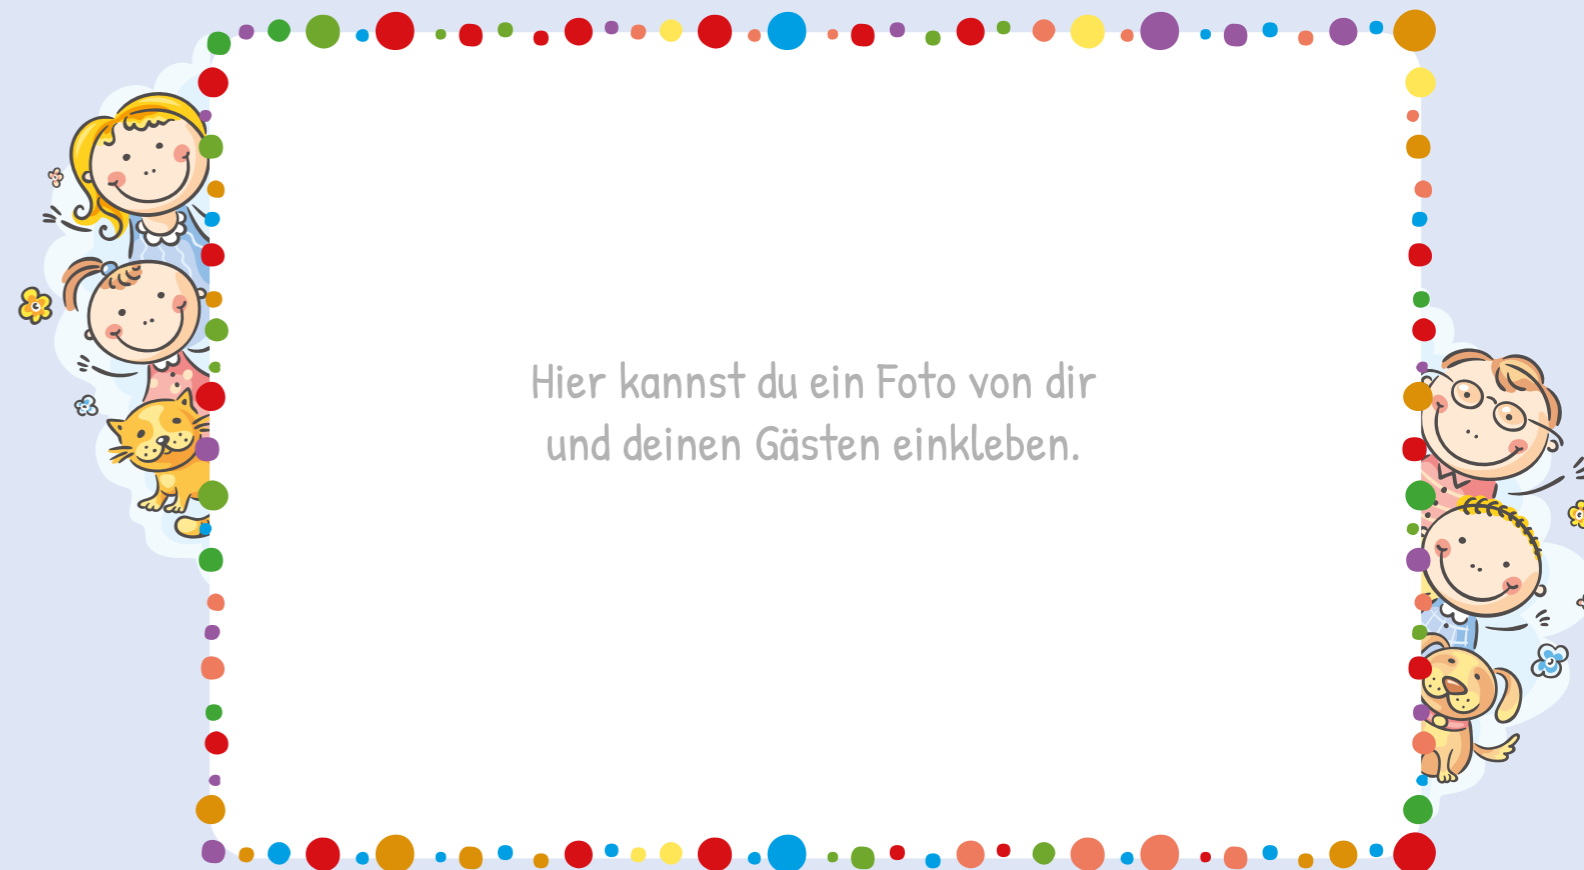 Hier kannst du ein Foto von dir
und deinen Gästen einkleben.